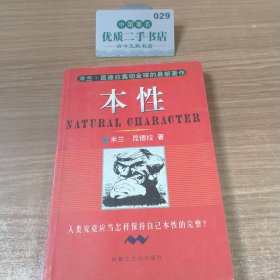 029
优质二手书店
米兰·昆德拉轰动全球的最新著作
本性
NATURAL CHARACTER
米兰·昆德拉 著
人类究竟应当怎样保持自己本性的完整?